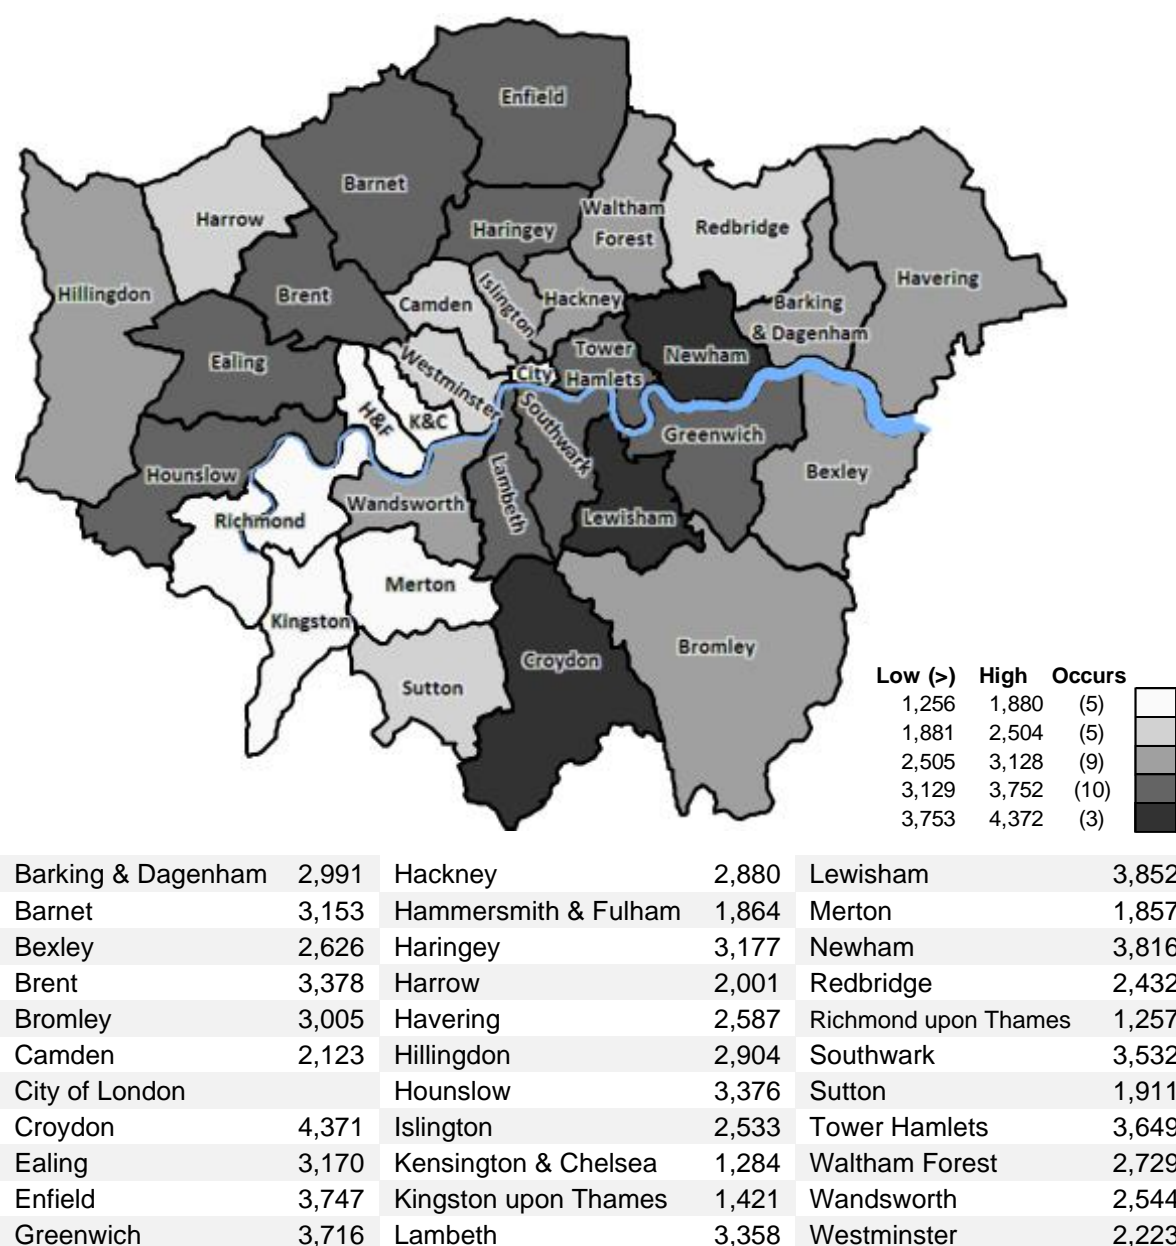 Enfield
Barnet
Harrow
Haringey
Waltham
Forest
Redbridge
Havering
Hillingdon
Brent
Camden
Islington
Hackney
Barking
& Dagenham
Ealing
Westminster
Tower
Hamlets
Newham
City
H&F
K&C
Southwark
Greenwich
Hounslow
Bexley
Wandsworth
Lambeth
Richmond
Lewisham
Merton
Kingston
Bromley
Croydon
Sutton
Low (>) High Occurs
1,256 1,880 (5)
1,881 2,504 (5)
2,505 3,128 (9)
3,129 3,752 (10)
3,753 4,372 (3)
Barking & Dagenham 2,991 Hackney 2,880 Lewisham 3,852
Barnet 3,153 Hammersmith & Fulham 1,864 Merton 1,857
Bexley 2,626 Haringey 3,177 Newham 3,816
Brent 3,378 Harrow 2,001 Redbridge 2,432
Bromley 3,005 Havering 2,587 Richmond upon Thames 1,257
Camden 2,123 Hillingdon 2,904 Southwark 3,532
City of London Hounslow 3,376 Sutton 1,911
Croydon 4,371 Islington 2,533 Tower Hamlets 3,649
Ealing 3,170 Kensington & Chelsea 1,284 Waltham Forest 2,729
Enfield 3,747 Kingston upon Thames 1,421 Wandsworth 2,544
Greenwich 3,716 Lambeth 3,358 Westminster 2,223